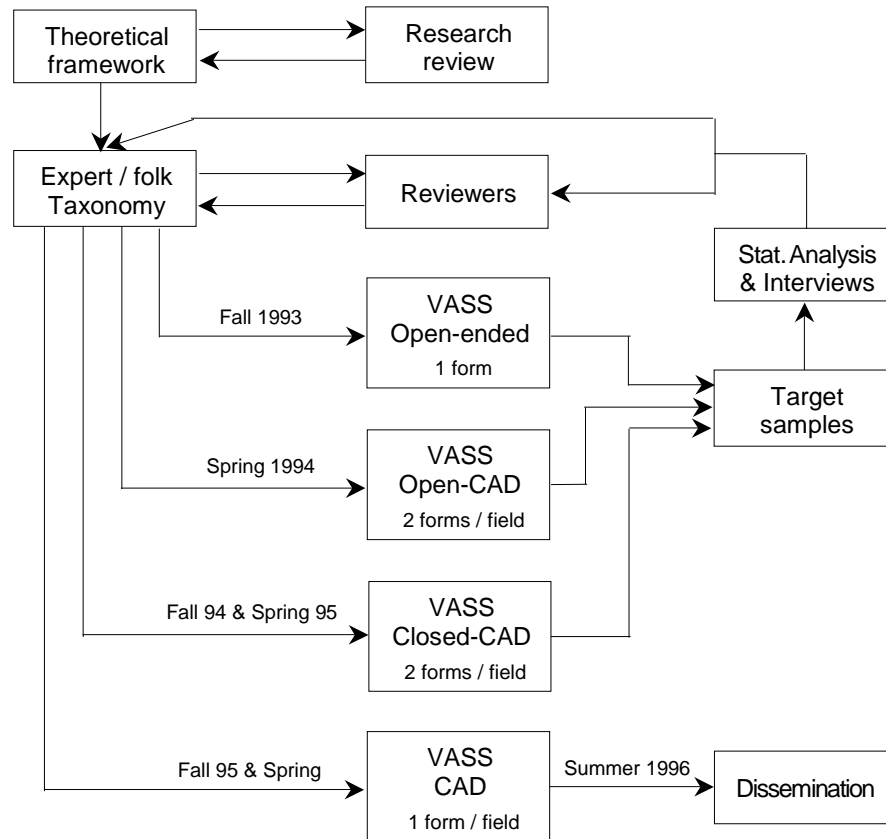 Theoretical
framework
Research
review
Expert / folk
Taxonomy
Reviewers
Stat. Analysis
& Interviews
Fall 1993
VASS
Open-ended
1 form
Target
samples
Spring 1994
VASS
Open-CAD
2 forms / field
Fall 94 & Spring 95
VASS
Closed-CAD
2 forms / field
Fall 95 & Spring
VASS
CAD
1 form / field
Summer 1996
Dissemination